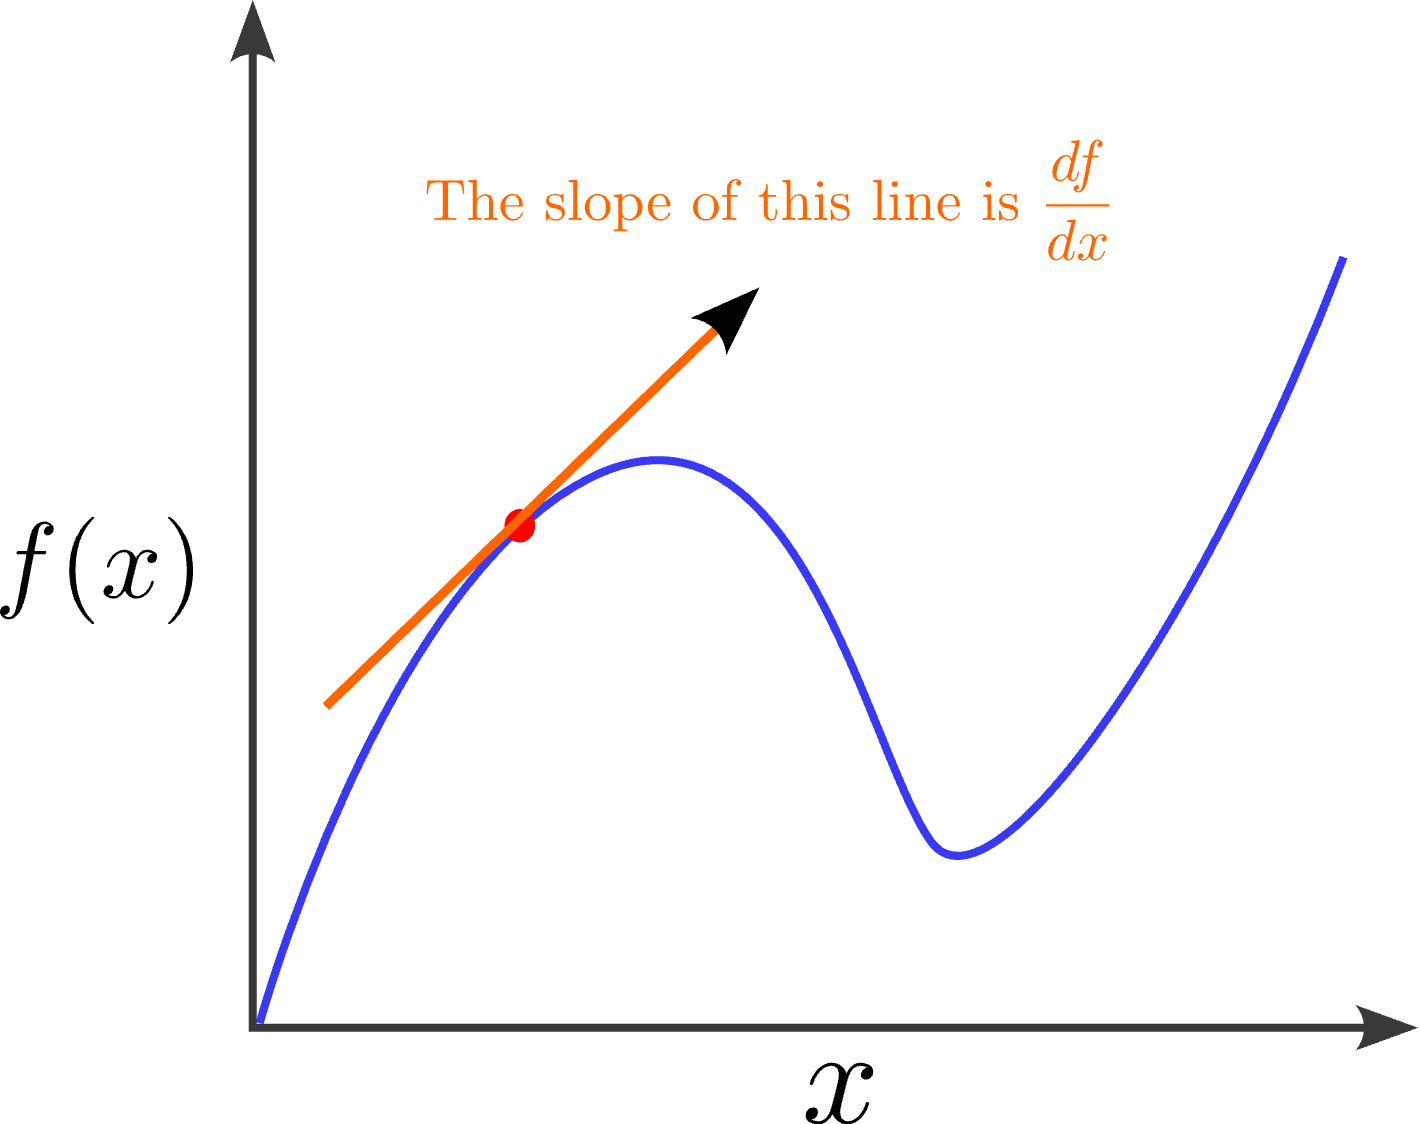 The slope of this line is df/dx
f(x)
x